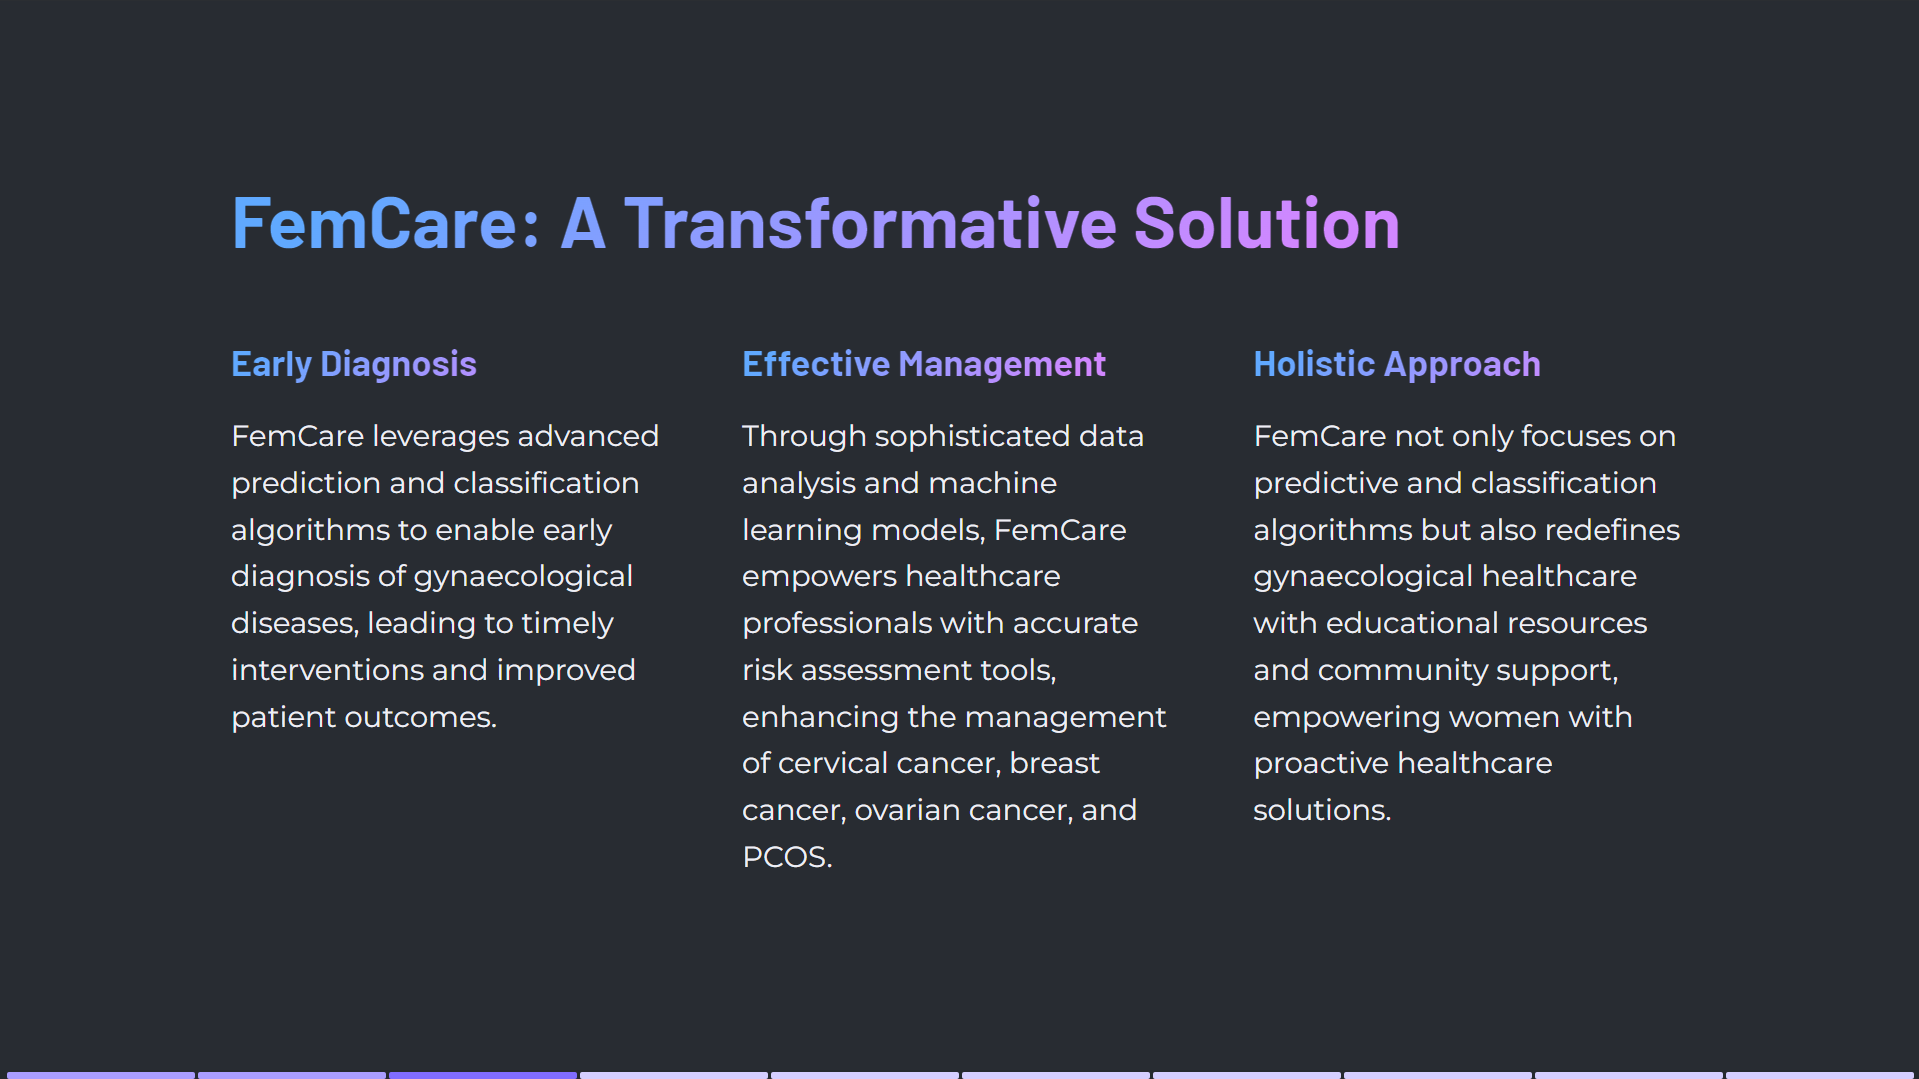 FemCare: A Transformative Solution
Early Diagnosis
FemCare leverages advanced
prediction and classification
algorithms to enable early
diagnosis of gynaecological
diseases, leading to timely
interventions and improved
patient outcomes.
Effective Management
Through sophisticated data
analysis and machine
learning models, FemCare
empowers healthcare
professionals with accurate
risk assessment tools,
enhancing the management
of cervical cancer, breast
cancer, ovarian cancer, and
PCOS.
Holistic Approach
FemCare not only focuses on
predictive and classification
algorithms but also redefines
gynaecological healthcare
with educational resources
and community support,
empowering women with
proactive healthcare
solutions.